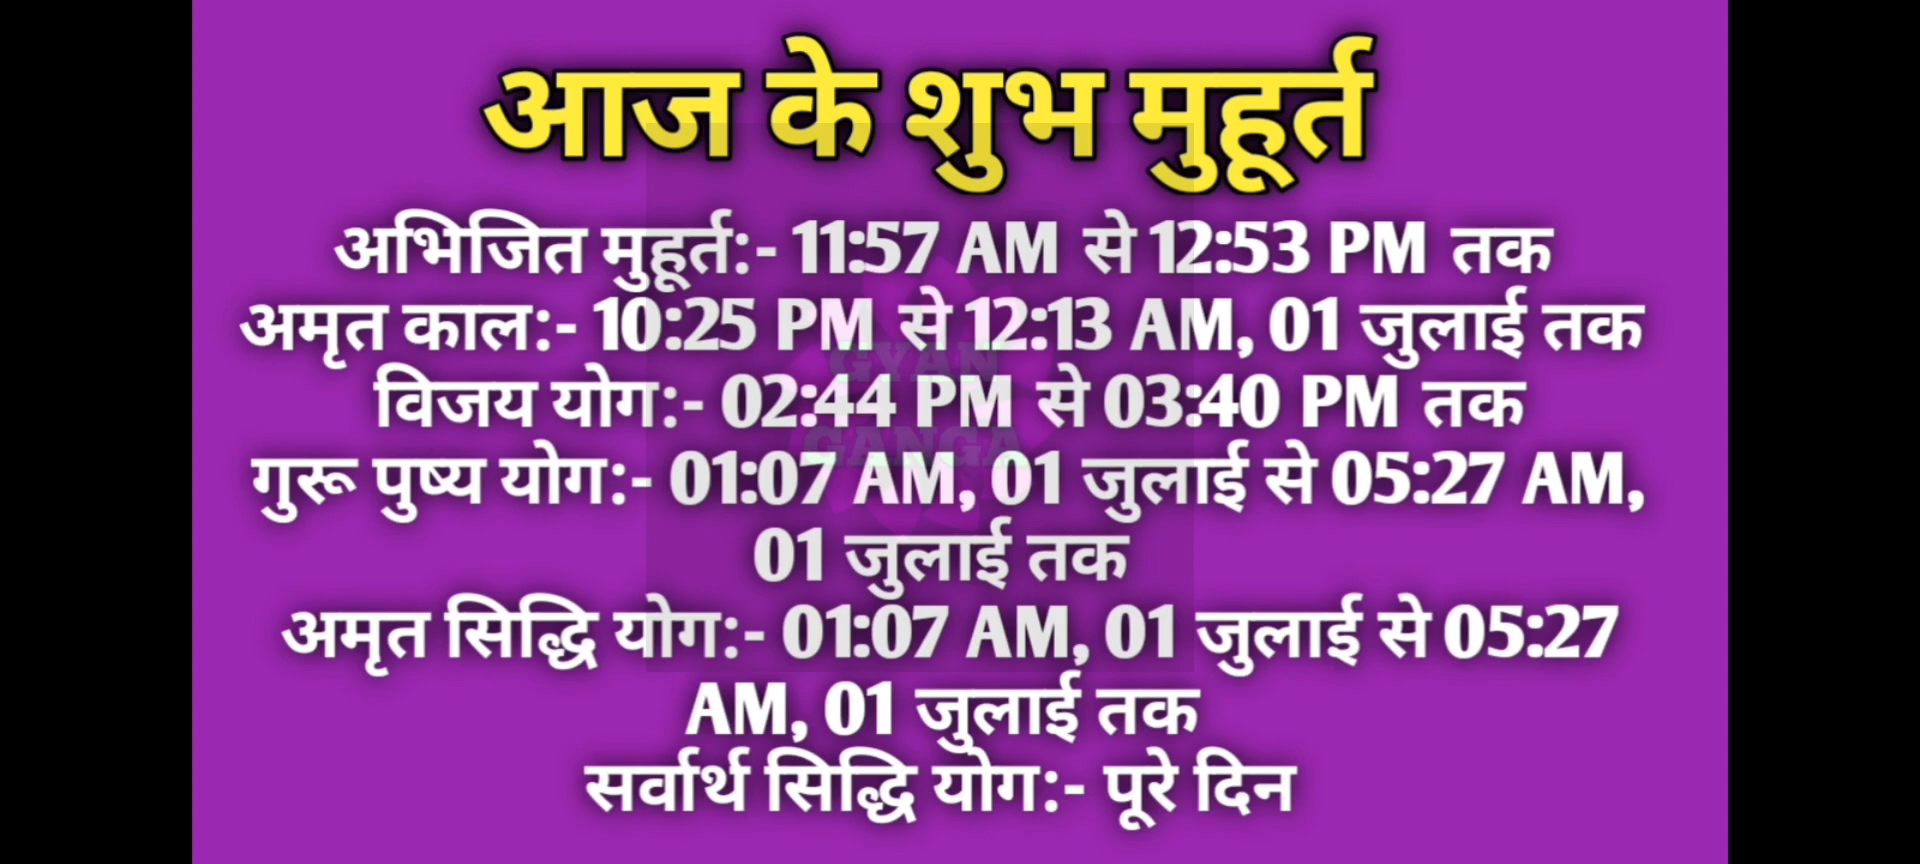 आज के शुभ मुहूर्त
अभिजित मुहूर्त:- 11:57 AM से 12:53 PM तक
अमृत काल:- 10:25 PM से 12:13 AM, 01 जुलाई तक
विजय योग:- 02:44 PM से 03:40 PM तक
गुरू पुष्य योग:- 01:07 AM, 01 जुलाई से 05:27 AM,
01 जुलाई तक
अमृत सिद्धि योग:- 01:07 AM, 01 जुलाई से 05:27
AM, 01 जुलाई तक
सर्वार्थ सिद्धि योग:- पूरे दिन
GYAN
GANGA